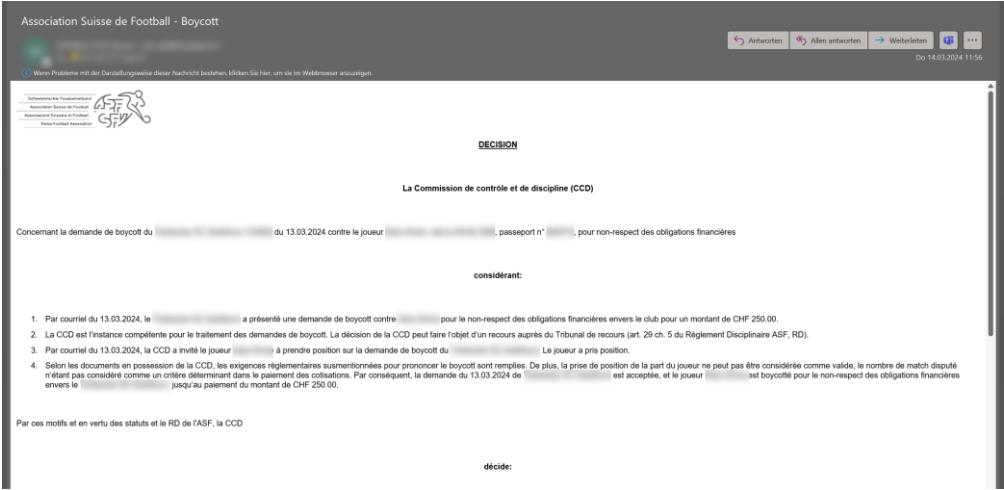 Association Suisse de Football - Boycott
Antworten
Allen antworten
Weiterleiten
Do 14.03.2024 11:56
Wenn Probleme mit der Darstellungsweise dieser Nachricht bestehen, klicken Sie hier, um sie im Webbrowser anzuzeigen.
Schweizerischer Fussballverband
Association Suisse de Football
Associazione Svizzera di Football
Swiss Football Association
ASF
SFV
DECISION
La Commission de contrôle et de discipline (CCD)
Concernant la demande de boycott du du 13.03.2024 contre le joueur , passeport n° , pour non-respect des obligations financières
considérant:
1. Par courriel du 13.03.2024, le a présenté une demande de boycott contre pour le non-respect des obligations financières envers le club pour un montant de CHF 250.00.
2. La CCD est l'instance compétente pour le traitement des demandes de boycott. La décision de la CCD peut faire l'objet d'un recours auprès du Tribunal de recours (art. 29 ch. 5 du Règlement Disciplinaire ASF, RD).
3. Par courriel du 13.03.2024, la CCD a invité le joueur à prendre position sur la demande de boycott du Le joueur a pris position.
4. Selon les documents en possession de la CCD, les exigences règlementaires susmentionnées pour prononcer le boycott sont remplies. De plus, la prise de position de la part du joueur ne peut pas être considérée comme valide, le nombre de match disputé
n'étant pas considéré comme un critère déterminant dans le paiement des cotisations. Par conséquent, la demande du 13.03.2024 de est acceptée, et le joueur est boycotté pour le non-respect des obligations financières
envers le jusqu'au paiement du montant de CHF 250.00.
Par ces motifs et en vertu des statuts et le RD de l'ASF, la CCD
décide: